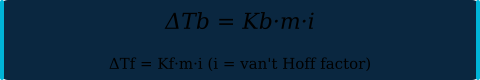 ΔTb = Kb·m·i
ΔTf = Kf·m·i (i = van't Hoff factor)